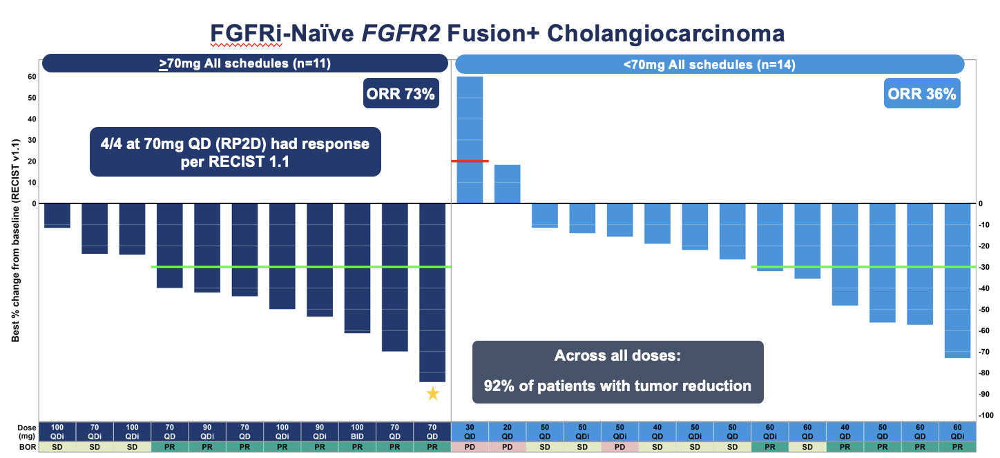 FGFRi-Naïve FGFR2 Fusion+ Cholangiocarcinoma
≥70mg All schedules (n=11)
<70mg All schedules (n=14)
ORR 73%
ORR 36%
4/4 at 70mg QD (RP2D) had response
per RECIST 1.1
Across all doses:
92% of patients with tumor reduction
Best % change from baseline (RECIST v1.1)
60
50
40
30
20
10
0
0
-10
-20
-30
-40
-50
-60
-70
-80
-90
-100
Dose 100 70 100 70 90 70 100 90 100 70 70 30 20 50 50 50 40 50 50 60 60 40 50 60 60
(mg) QDi QDi QDi QD QDi QD QDi QDi BID QD QD QD QD QD QD QDi QD QD QD QDi QD QD QD QD QDi
BOR SD SD SD PR PR PR PR PR PR PR PR PD PD SD SD PD SD SD SD PR SD PR PR PR PR